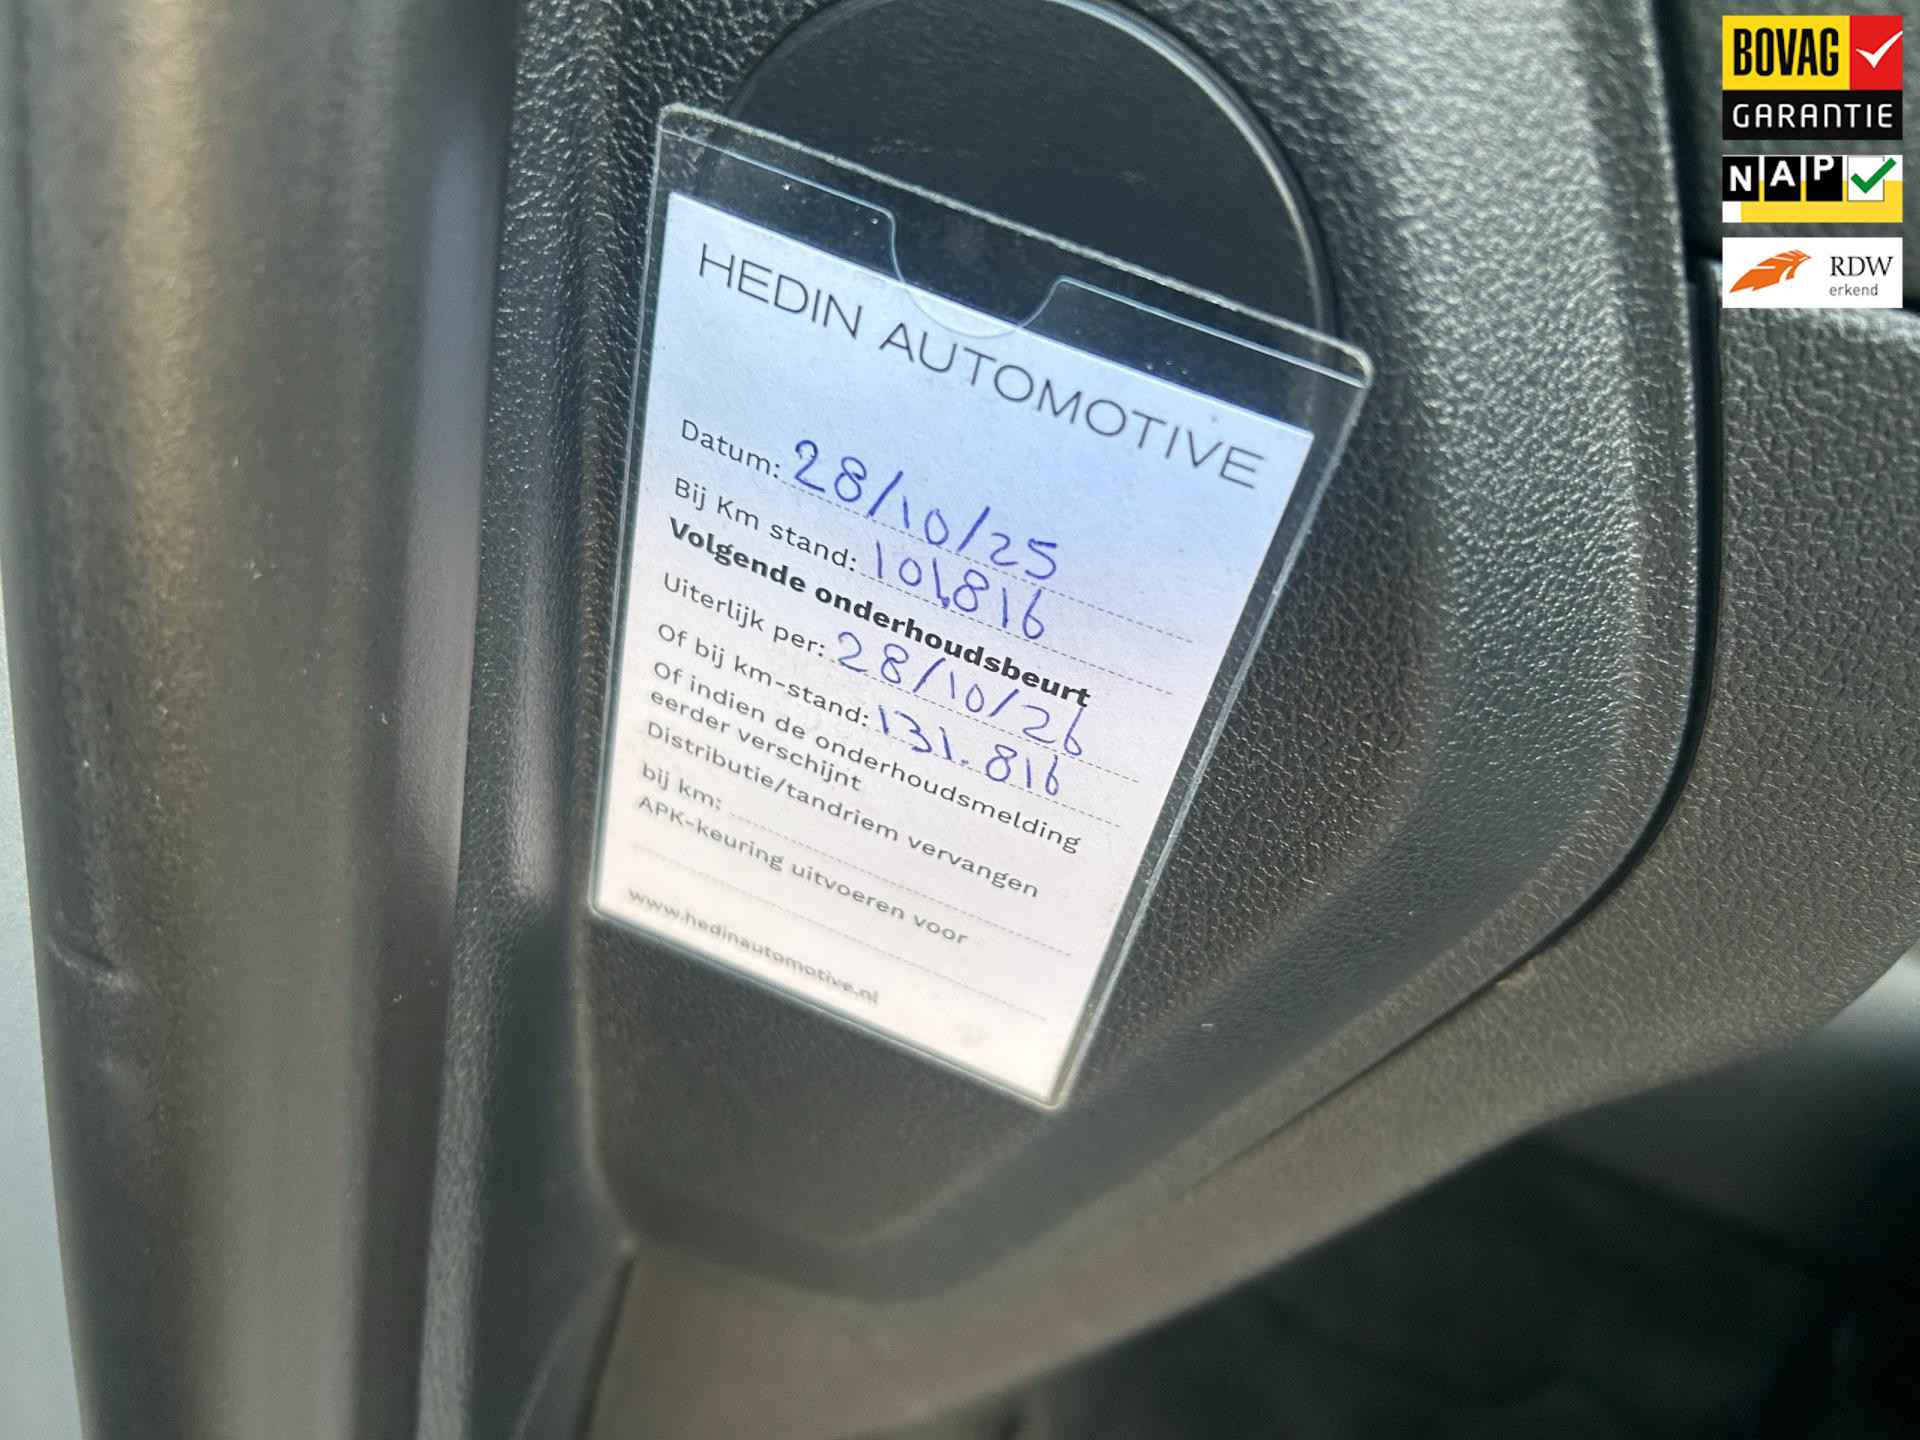 HEDIN AUTOMOTIVE
Datum: 28/10/25
Bij Km stand: 101.816
Volgende onderhoudsbeurt
Uiterlijk per: 28/10/26
Of bij km-stand: 131.816
Of indien de onderhoudsmelding
eerder verschijnt
Distributie/tandriem vervangen
bij km:
APK-keuring uitvoeren voor
www.hedinautomotive.nl
BOVAG
GARANTIE
NAP
RDW
erkend